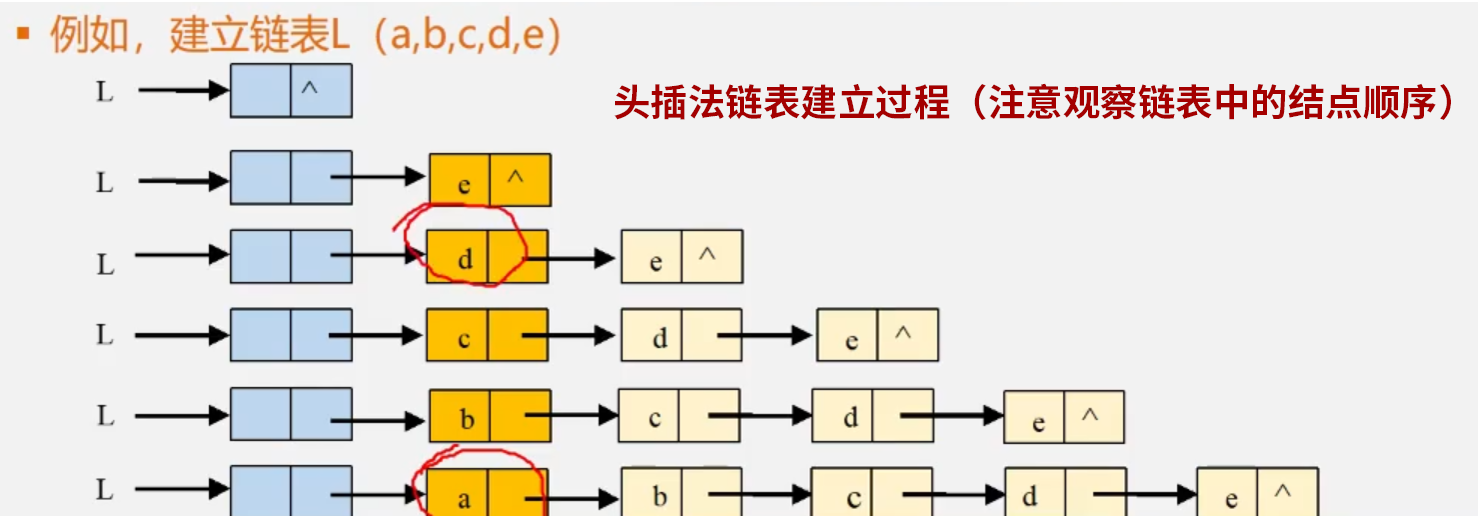 ▪ 例如，建立链表L（a,b,c,d,e）
L ^
头插法链表建立过程（注意观察链表中的结点顺序）
L e ^
L d e ^
L c d e ^
L b c d e ^
L a b c d e ^